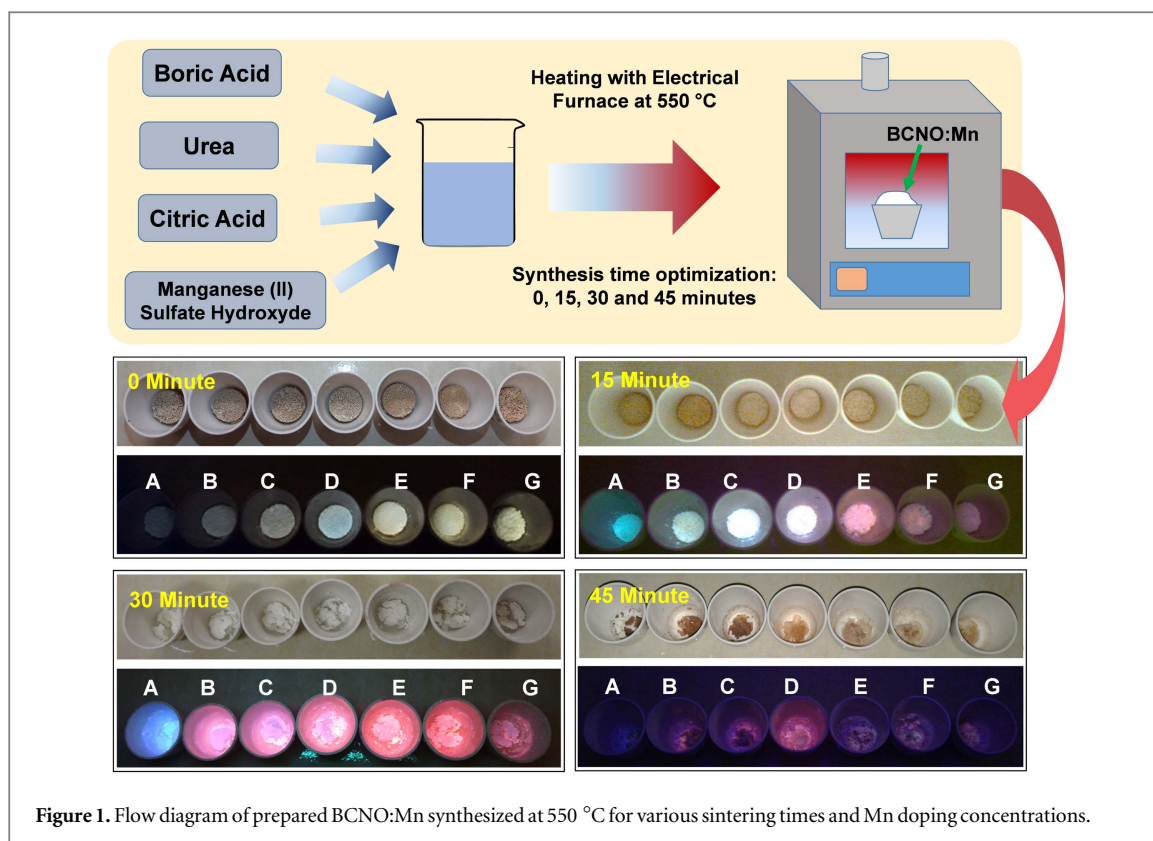 Boric Acid
Urea
Citric Acid
Manganese (II)
Sulfate Hydroxyde
Heating with Electrical
Furnace at 550 °C
Synthesis time optimization:
0, 15, 30 and 45 minutes
BCNO:Mn
0 Minute
A B C D E F G
15 Minute
A B C D E F G
30 Minute
A B C D E F G
45 Minute
A B C D E F G
Figure 1. Flow diagram of prepared BCNO:Mn synthesized at 550 °C for various sintering times and Mn doping concentrations.